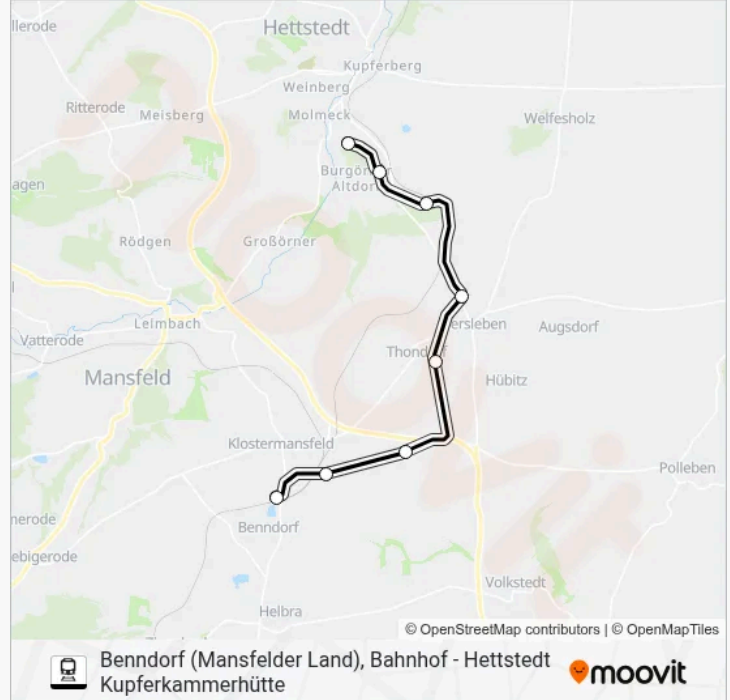 llerode
Hettstedt
Kupferberg
Weinberg
Ritterode
Meisberg
Molmeck
Welfesholz
Burgör
Altdor
agen
Rödgen
Großörner
Leimbach
ersleben
Augsdorf
Vatterode
Thondorf
Mansfeld
Hübitz
Klostermansfeld
Polleben
nerode
Benndorf
ebigerode
Volkstedt
Helbra
© OpenStreetMap contributors | © OpenMapTiles
Benndorf (Mansfelder Land), Bahnhof - Hettstedt
Kupferkammerhütte
moovit